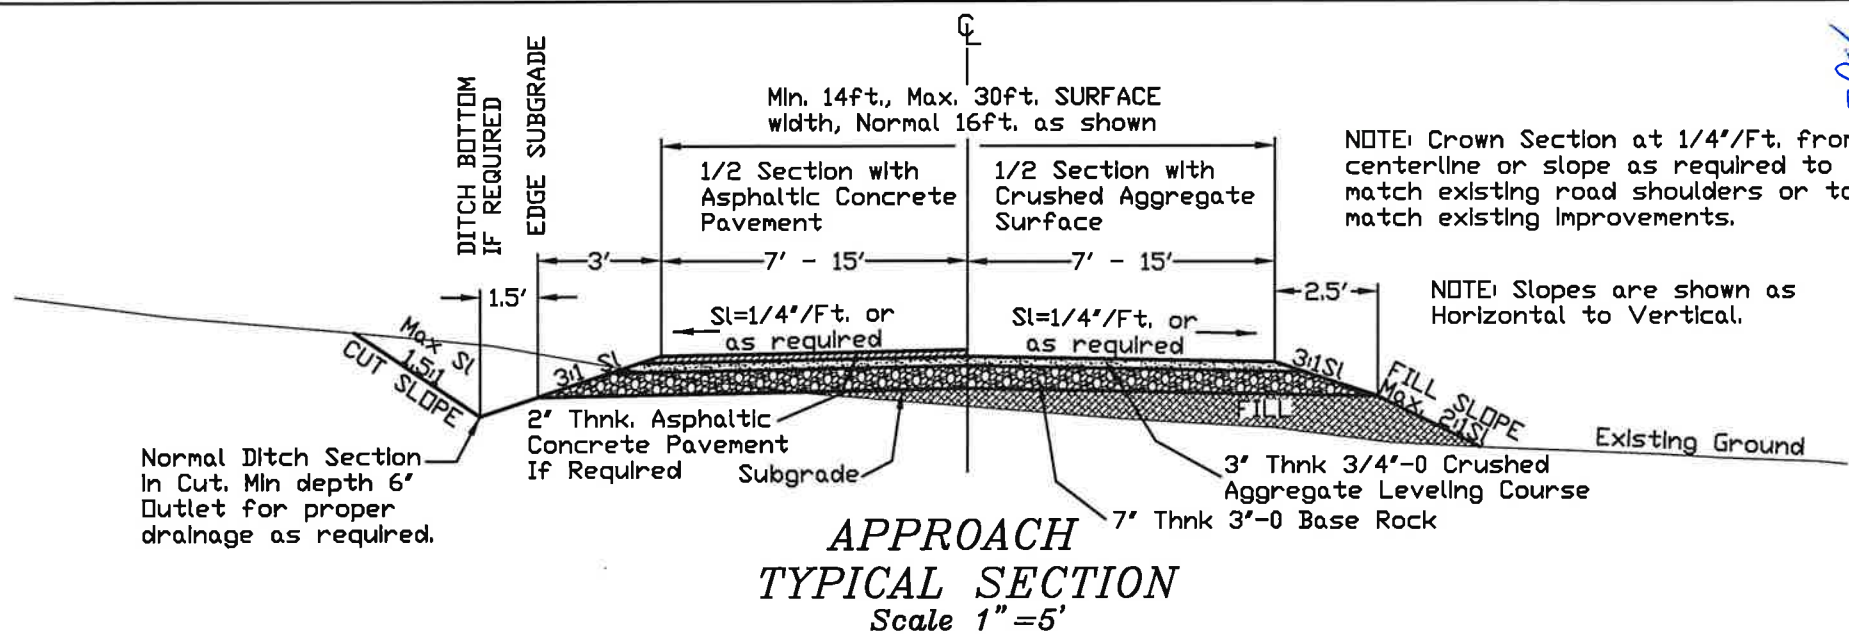 ℄
DITCH BOTTOM
IF REQUIRED
EDGE SUBGRADE
Min. 14ft., Max. 30ft. SURFACE
width, Normal 16ft. as shown
1/2 Section with
Asphaltic Concrete
Pavement
1/2 Section with
Crushed Aggregate
Surface
NOTE: Crown Section at 1/4"/Ft. from
centerline or slope as required to
match existing road shoulders or to
match existing improvements.
3'
7' - 15'
7' - 15'
1.5'
2.5'
NOTE: Slopes are shown as
Horizontal to Vertical.
Sl=1/4"/Ft. or
as required
Sl=1/4"/Ft. or
as required
Max Sl
1.5:1
CUT SLOPE
3:1 Sl
3:1 Sl
FILL SLOPE
Max. 2:1 Sl
FILL
Existing Ground
2" Thnk. Asphaltic
Concrete Pavement
If Required
Subgrade
Normal Ditch Section
In Cut. Min depth 6"
Outlet for proper
drainage as required.
3" Thnk 3/4"-0 Crushed
Aggregate Leveling Course
7" Thnk 3"-0 Base Rock
APPROACH
TYPICAL SECTION
Scale 1"=5'